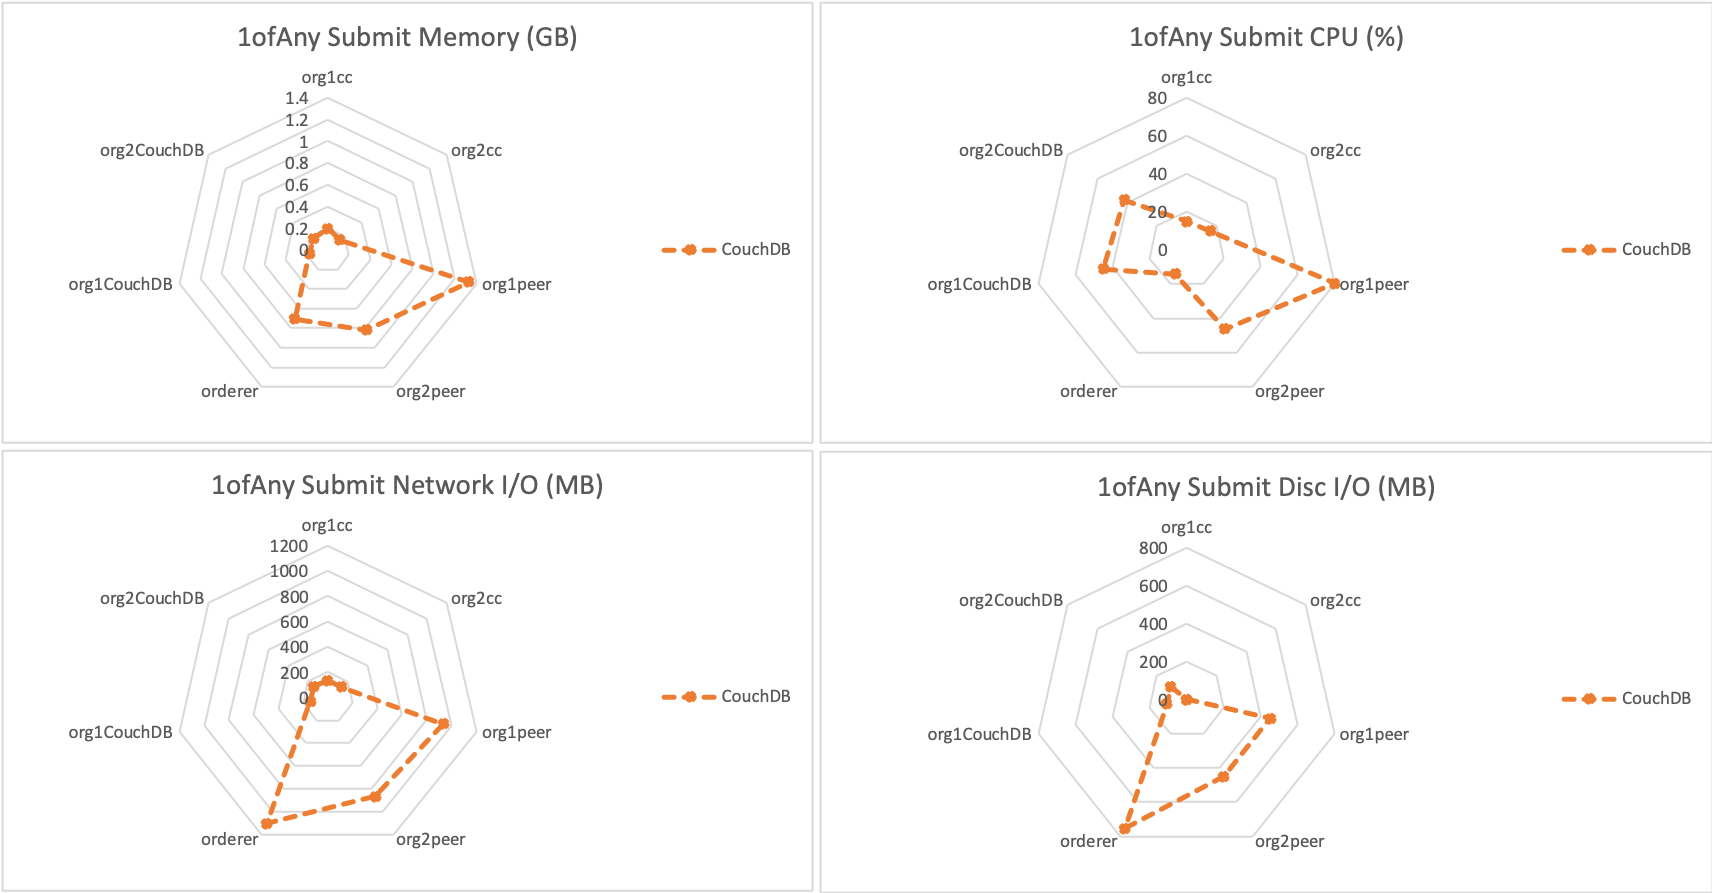 1ofAny Submit Memory (GB)
org1cc
1.4
1.2
1
0.8
0.6
0.4
0.2
0
org2CouchDB
org2cc
org1CouchDB
org1peer
orderer
org2peer
CouchDB
1ofAny Submit CPU (%)
org1cc
80
60
40
20
0
org2CouchDB
org2cc
org1CouchDB
org1peer
orderer
org2peer
CouchDB
1ofAny Submit Network I/O (MB)
org1cc
1200
1000
800
600
400
200
0
org2CouchDB
org2cc
org1CouchDB
org1peer
orderer
org2peer
CouchDB
1ofAny Submit Disc I/O (MB)
org1cc
800
600
400
200
0
org2CouchDB
org2cc
org1CouchDB
org1peer
orderer
org2peer
CouchDB